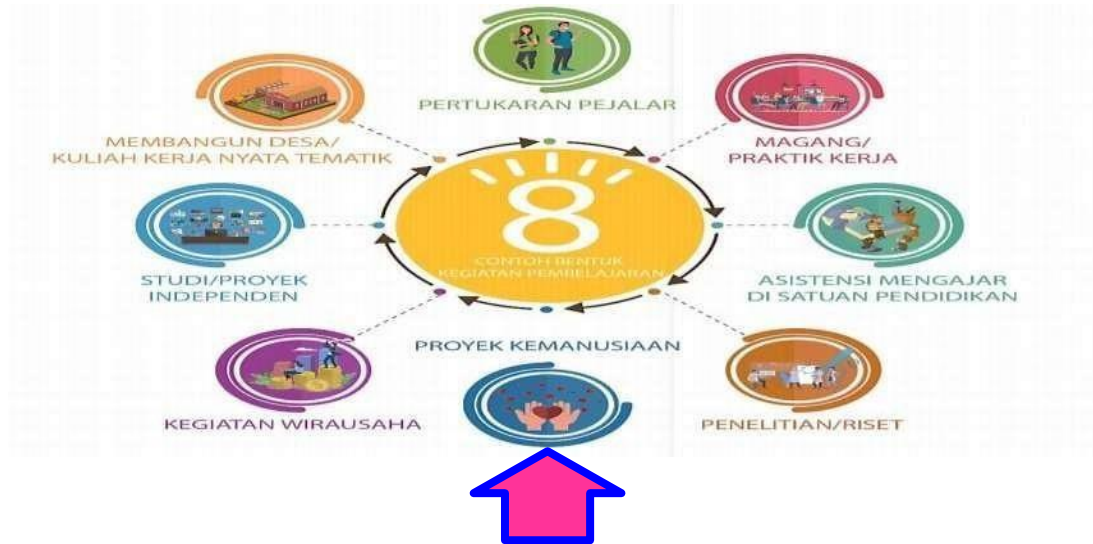 PERTUKARAN PEJALAR
MEMBANGUN DESA/
KULIAH KERJA NYATA TEMATIK
MAGANG/
PRAKTIK KERJA
8
CONTOH BENTUK
KEGIATAN PEMBELAJARAN
STUDI/PROYEK
INDEPENDEN
ASISTENSI MENGAJAR
DI SATUAN PENDIDIKAN
PROYEK KEMANUSIAAN
KEGIATAN WIRAUSAHA
PENELITIAN/RISET